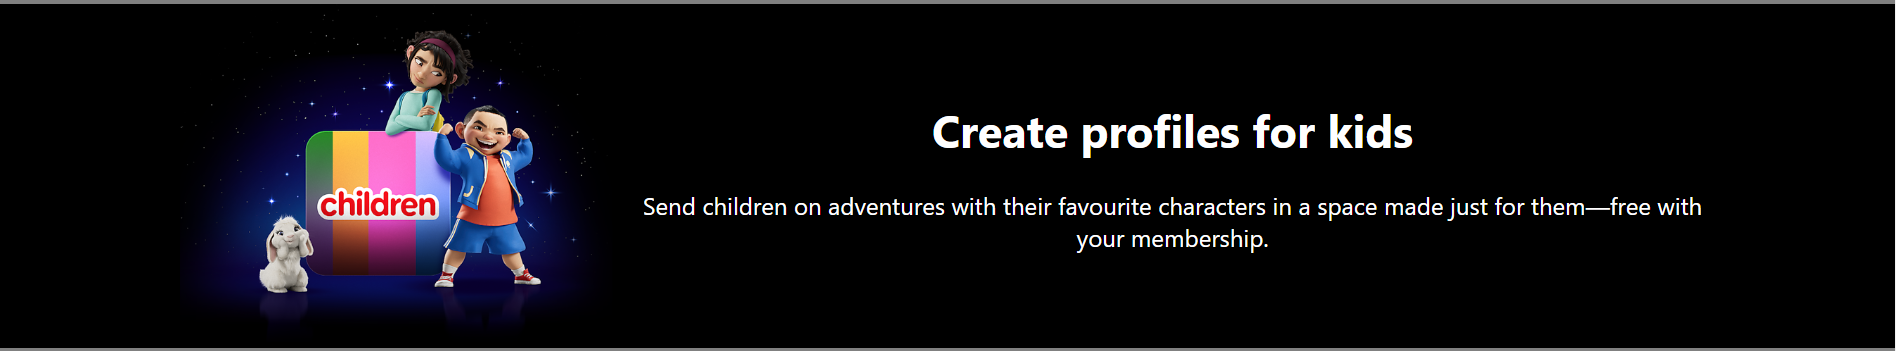 children
Create profiles for kids
Send children on adventures with their favourite characters in a space made just for them—free with
your membership.